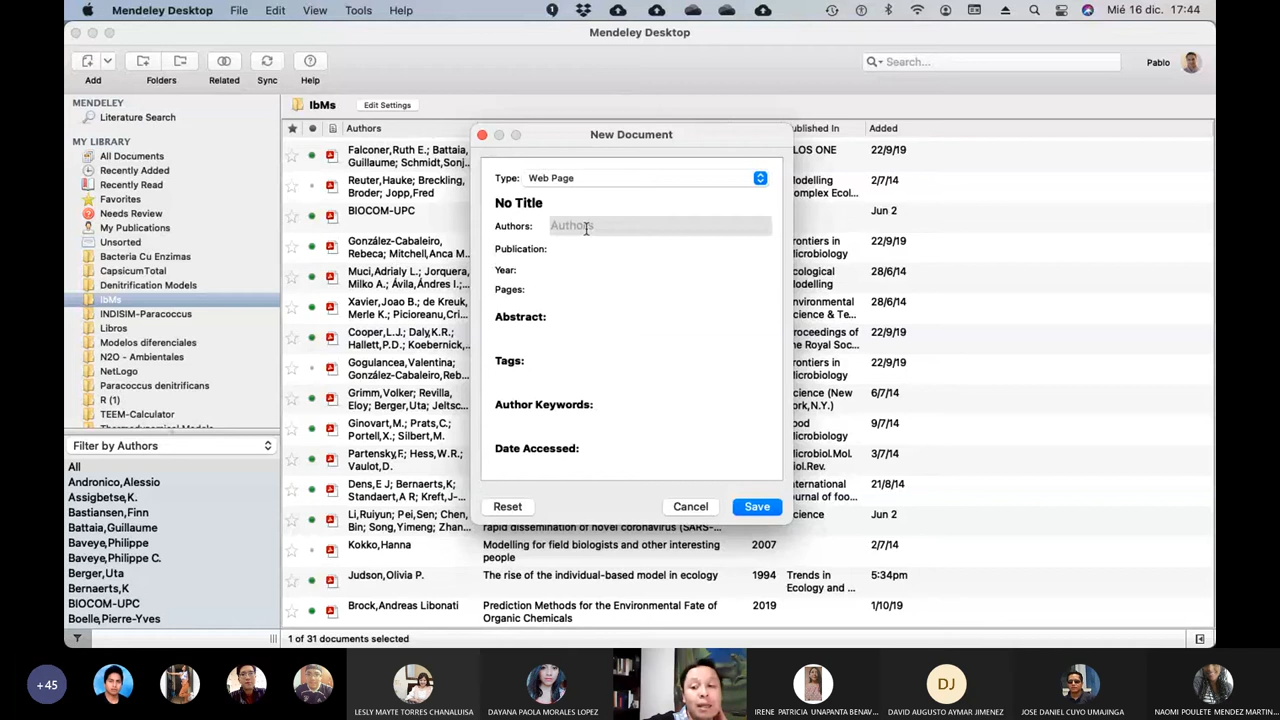 Mendeley Desktop File Edit View Tools Help Mié 16 dic. 17:44
Mendeley Desktop
Search...
Pablo
Add Folders Related Sync Help
MENDELEY
Literature Search
MY LIBRARY
All Documents
Recently Added
Recently Read
Favorites
Needs Review
My Publications
Unsorted
Bacteria Cu Enzimas
CapsicumTotal
Denitrification Models
IbMs
INDISIM-Paracoccus
Libros
Modelos diferenciales
N2O - Ambientales
NetLogo
Paracoccus denitrificans
R (1)
TEEM-Calculator
Thermodynamical Models
Filter by Authors
All
Andronico,Alessio
Assigbetse,K.
Bastiansen,Finn
Battaia,Guillaume
Baveye,Philippe
Baveye,Philippe C.
Berger,Uta
Bernaerts,K
BIOCOM-UPC
Boelle,Pierre-Yves
IbMs Edit Settings
Authors ublished In Added
Falconer,Ruth E.; Battaia,
Guillaume; Schmidt,Sonj...
LOS ONE 22/9/19
Reuter,Hauke; Breckling,
Broder; Jopp,Fred
odelling
omplex Ecol... 2/7/14
BIOCOM-UPC Jun 2
González-Cabaleiro,
Rebeca; Mitchell,Anca M...
rontiers in
icrobiology 22/9/19
Muci,Adrialy L.; Jorquera,
Milko A.; Ávila,Ándres I.;...
cological
odelling 28/6/14
Xavier,Joao B.; de Kreuk,
Merle K.; Picioreanu,Cri...
nvironmental
cience & Te... 28/6/14
Cooper,L.J.; Daly,K.R.;
Hallett,P.D.; Koebernick,...
roceedings of
he Royal Soc... 22/9/19
Gogulancea,Valentina;
González-Cabaleiro,Reb...
rontiers in
icrobiology 22/9/19
Grimm,Volker; Revilla,
Eloy; Berger,Uta; Jeltsc...
cience (New
ork,N.Y.) 6/7/14
Ginovart,M.; Prats,C.;
Portell,X.; Silbert,M.
ood
icrobiology 9/7/14
Partensky,F; Hess,W.R.;
Vaulot,D.
icrobiol.Mol.
iol.Rev. 3/7/14
Dens,E J; Bernaerts,K;
Standaert,A R; Kreft,J-...
nternational
ournal of foo... 21/8/14
Li,Ruiyun; Pei,Sen; Chen,
Bin; Song,Yimeng; Zhan...
rapid dissemination of novel coronavirus (SARS-...
cience Jun 2
Kokko,Hanna Modelling for field biologists and other interesting
people
2007 2/7/14
Judson,Olivia P. The rise of the individual-based model in ecology 1994 Trends in
Ecology and ...
5:34pm
Brock,Andreas Libonati Prediction Methods for the Environmental Fate of
Organic Chemicals
2019 1/10/19
1 of 31 documents selected
New Document
Type: Web Page
No Title
Authors: Authors
Publication:
Year:
Pages:
Abstract:
Tags:
Author Keywords:
Date Accessed:
Reset Cancel Save
+45
DJ
LESLY MAYTE TORRES CHANALUISA
DAYANA PAOLA MORALES LOPEZ
IRENE PATRICIA UNAPANTA BENAV...
DAVID AUGUSTO AYMAR JIMENEZ
JOSE DANIEL CUYO UMAJINGA
NAOMI POULETE MENDEZ MARTIN...